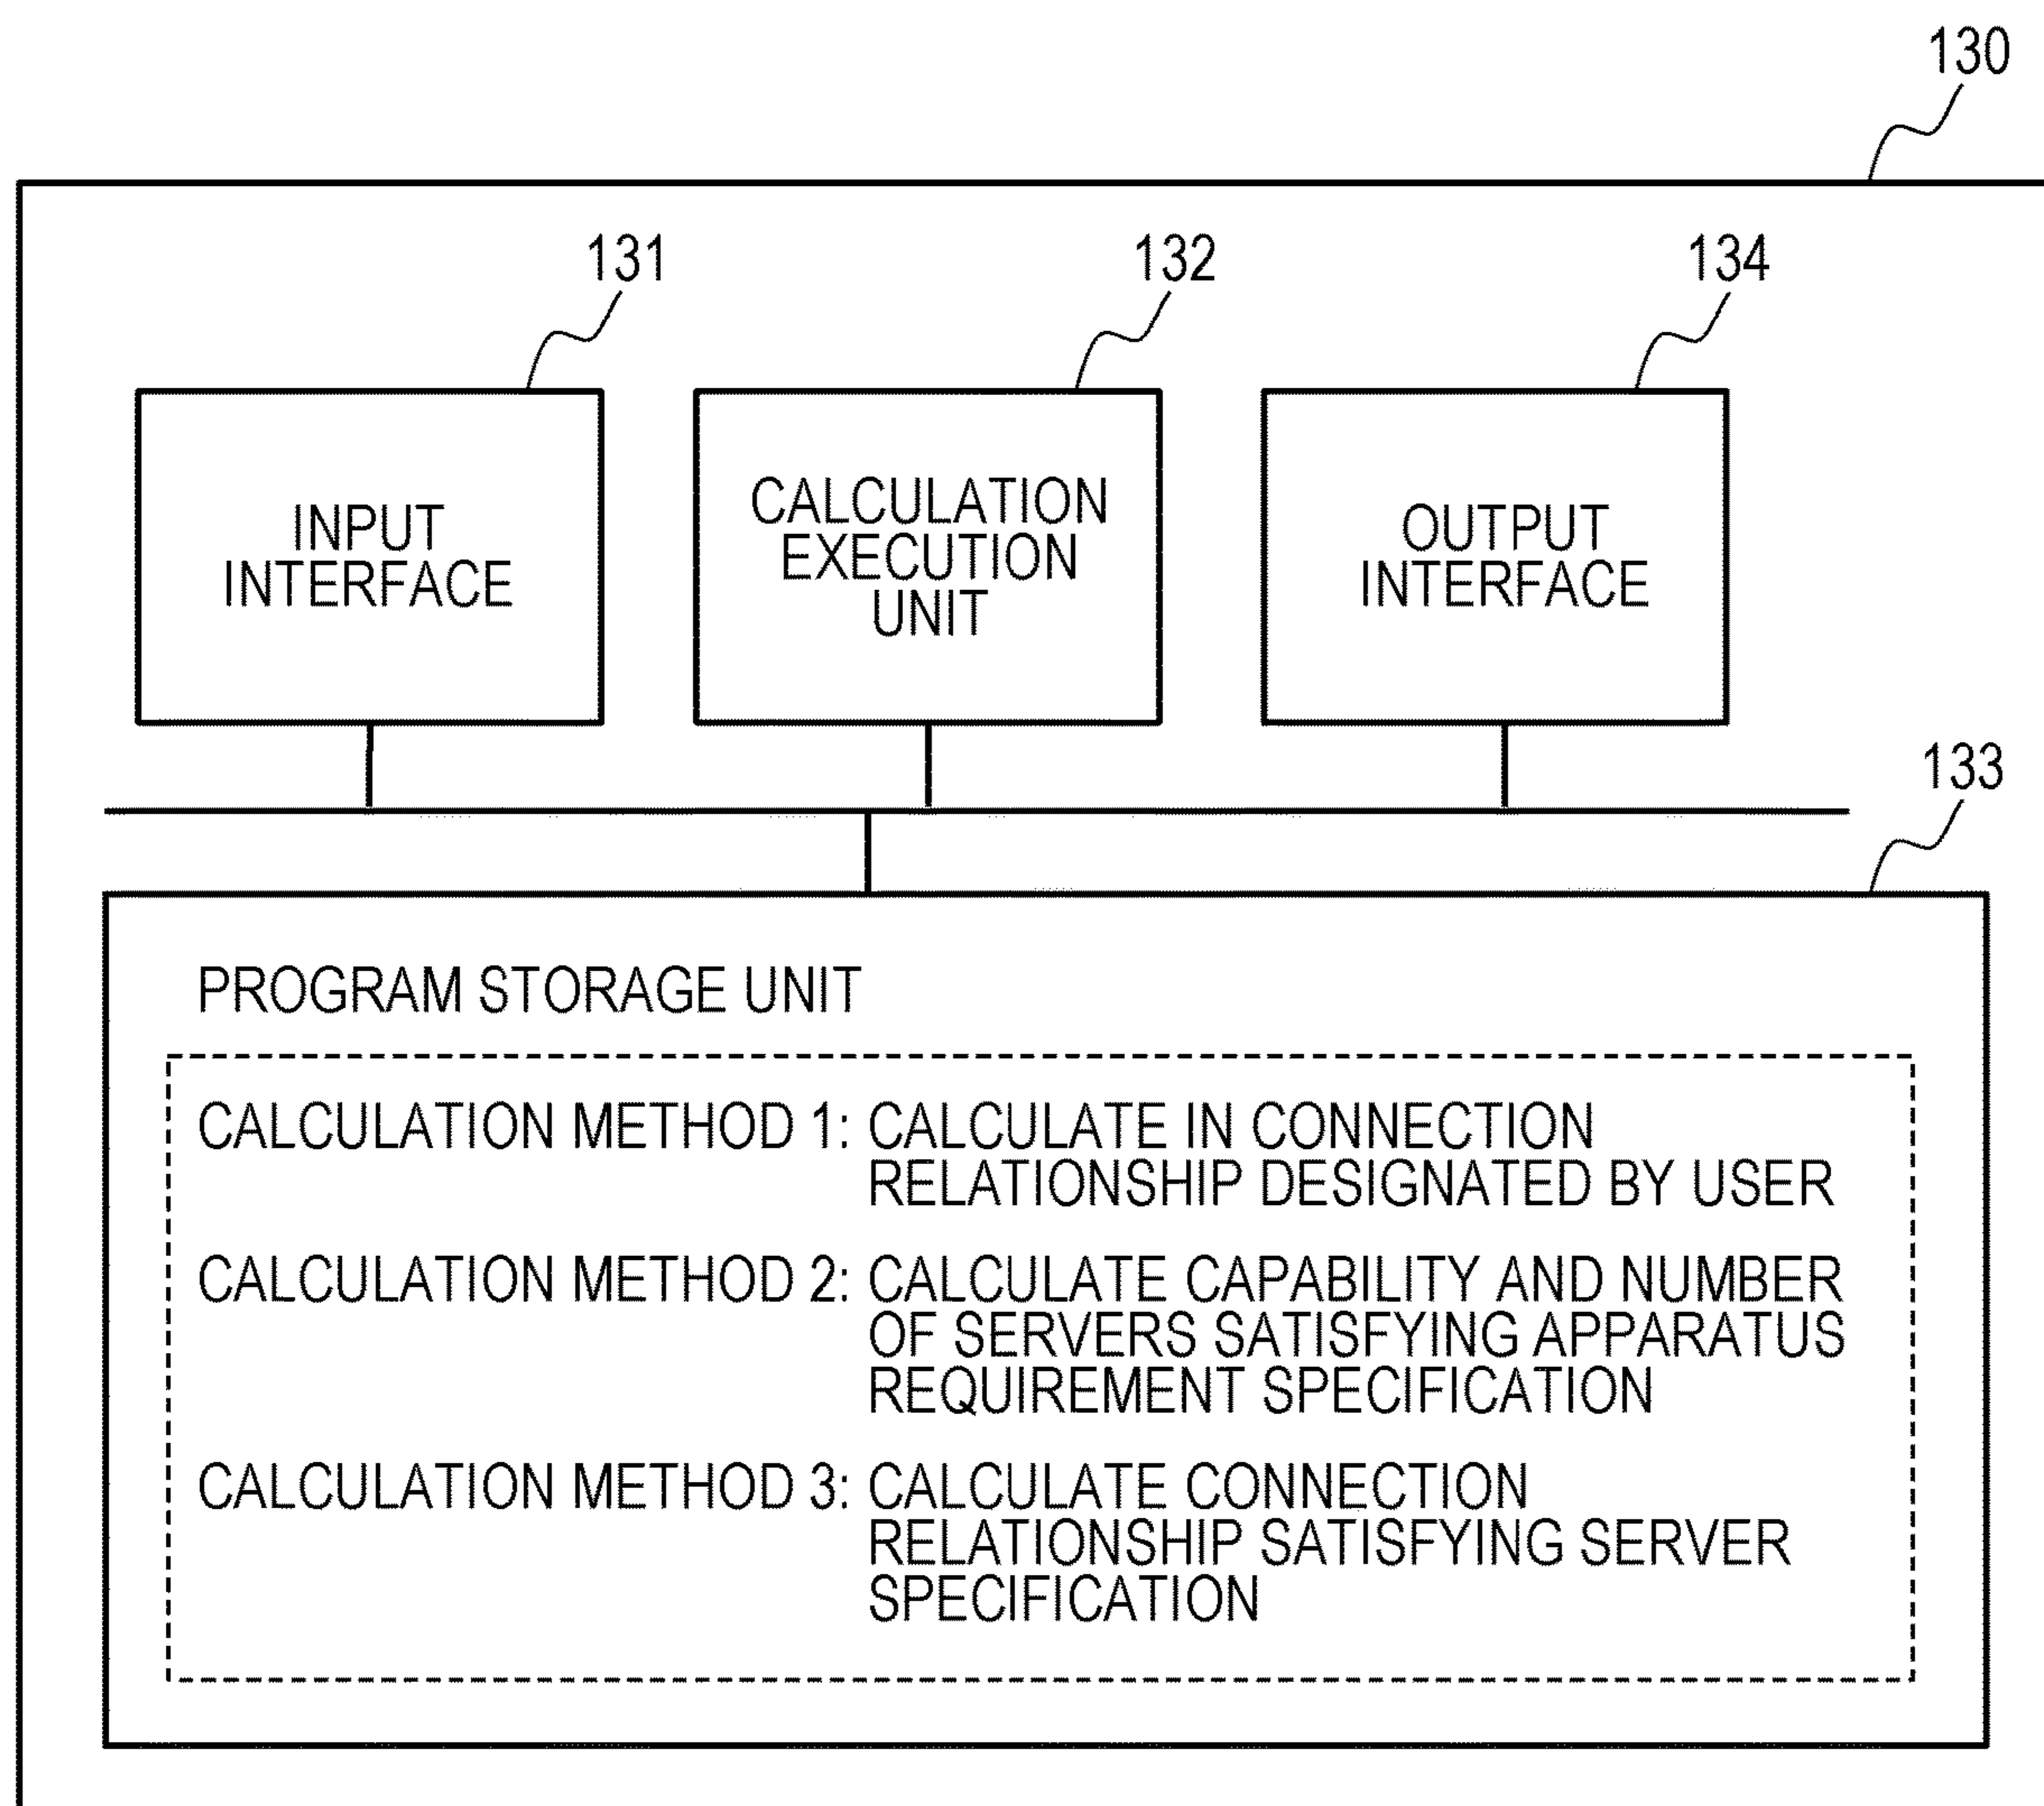 130
131
132
134
INPUT
INTERFACE
CALCULATION
EXECUTION
UNIT
OUTPUT
INTERFACE
133
PROGRAM STORAGE UNIT
CALCULATION METHOD 1: CALCULATE IN CONNECTION
RELATIONSHIP DESIGNATED BY USER
CALCULATION METHOD 2: CALCULATE CAPABILITY AND NUMBER
OF SERVERS SATISFYING APPARATUS
REQUIREMENT SPECIFICATION
CALCULATION METHOD 3: CALCULATE CONNECTION
RELATIONSHIP SATISFYING SERVER
SPECIFICATION